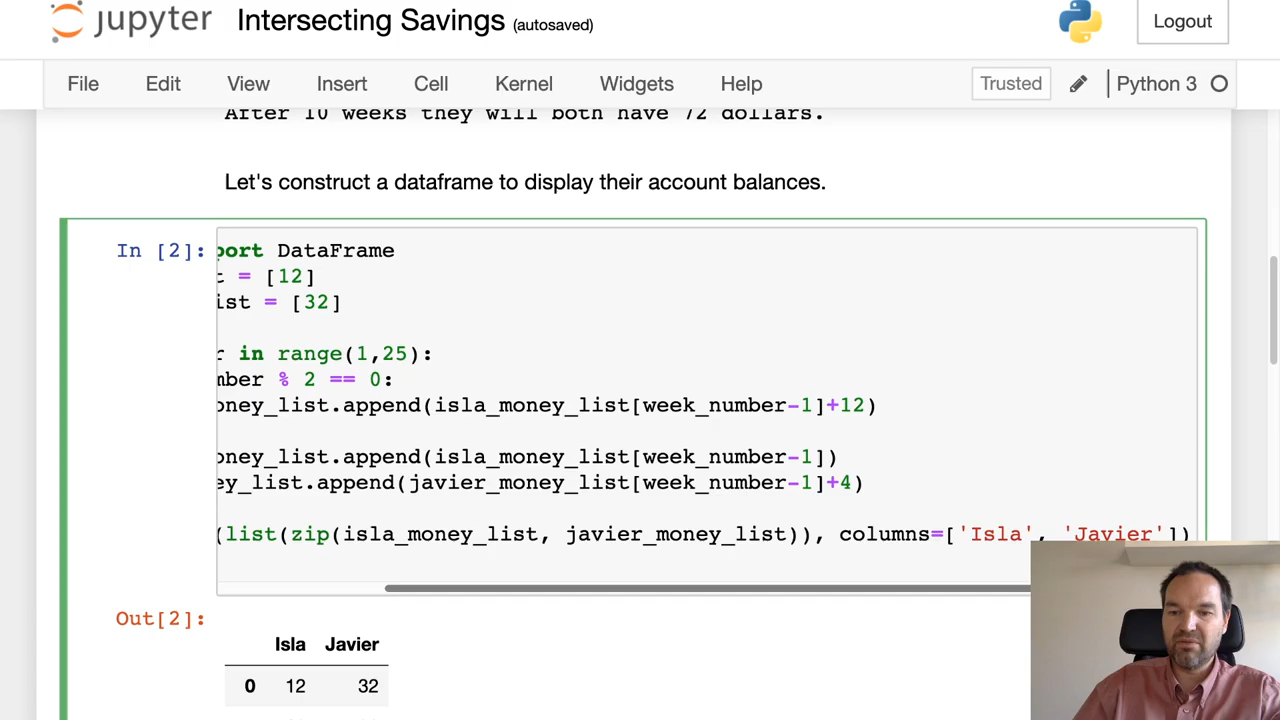 jupyter Intersecting Savings (autosaved)
Logout
File Edit View Insert Cell Kernel Widgets Help
Trusted Python 3
After 10 weeks they will both have 72 dollars.
Let's construct a dataframe to display their account balances.
In [2]: port DataFrame
t = [12]
ist = [32]
r in range(1,25):
mber % 2 == 0:
oney_list.append(isla_money_list[week_number-1]+12)
oney_list.append(isla_money_list[week_number-1])
ey_list.append(javier_money_list[week_number-1]+4)
(list(zip(isla_money_list, javier_money_list)), columns=['Isla', 'Javier'])
Out[2]:
Isla Javier
0 12 32